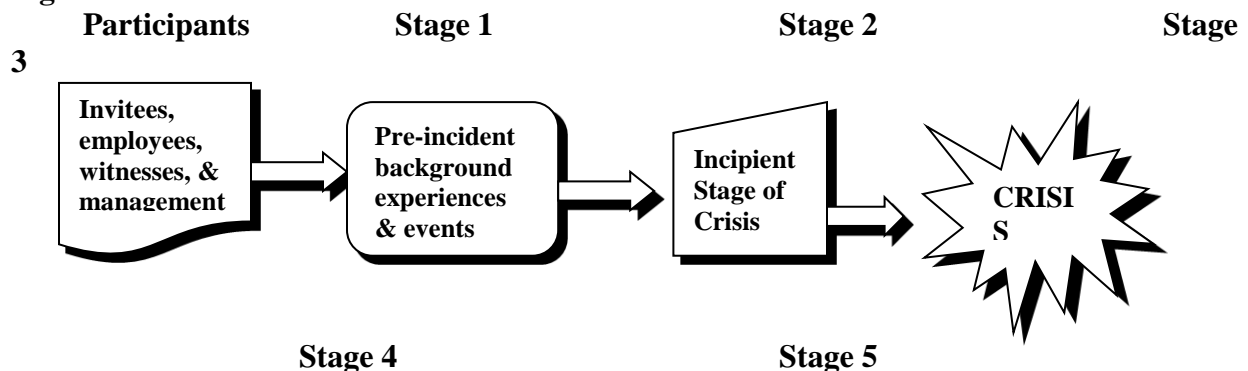 Participants Stage 1 Stage 2 Stage
3
Invitees,
employees,
witnesses, &
management
Pre-incident
background
experiences
& events
Incipient
Stage of
Crisis
CRISI
S
Stage 4 Stage 5